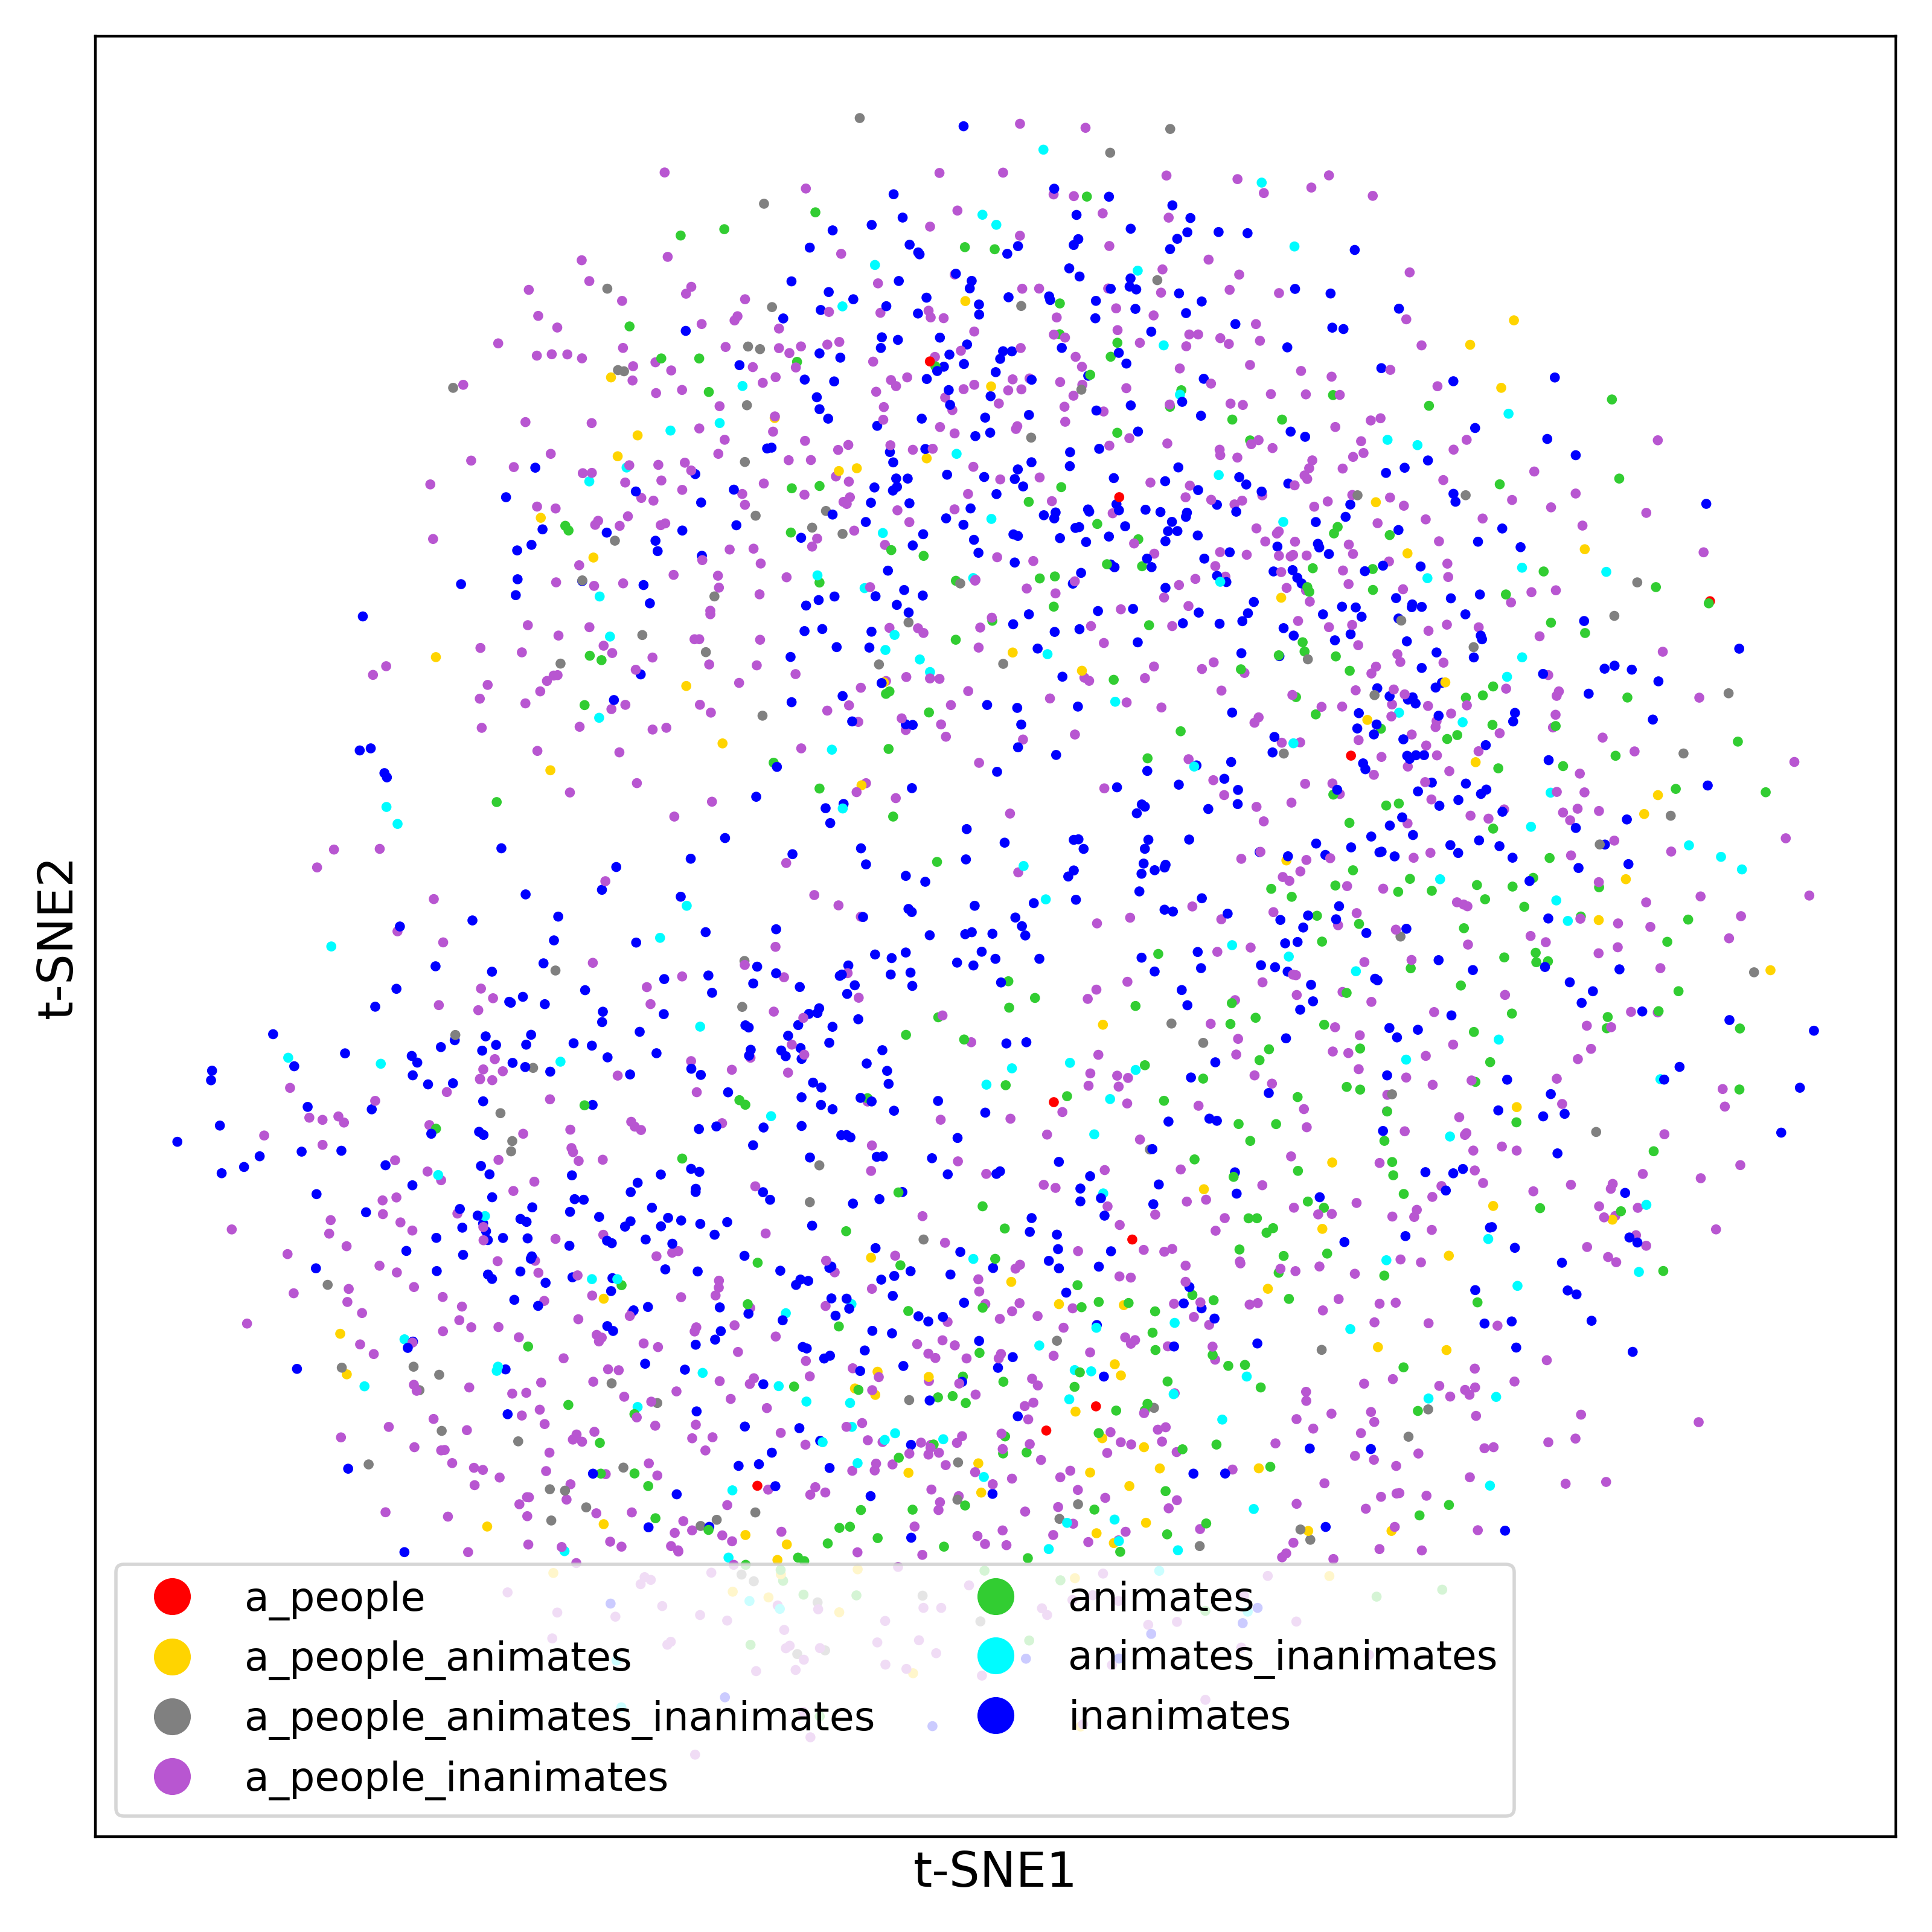 t-SNE2
a_people
a_people_animates
a_people_animates_inanimates
a_people_inanimates
animates
animates_inanimates
inanimates
t-SNE1